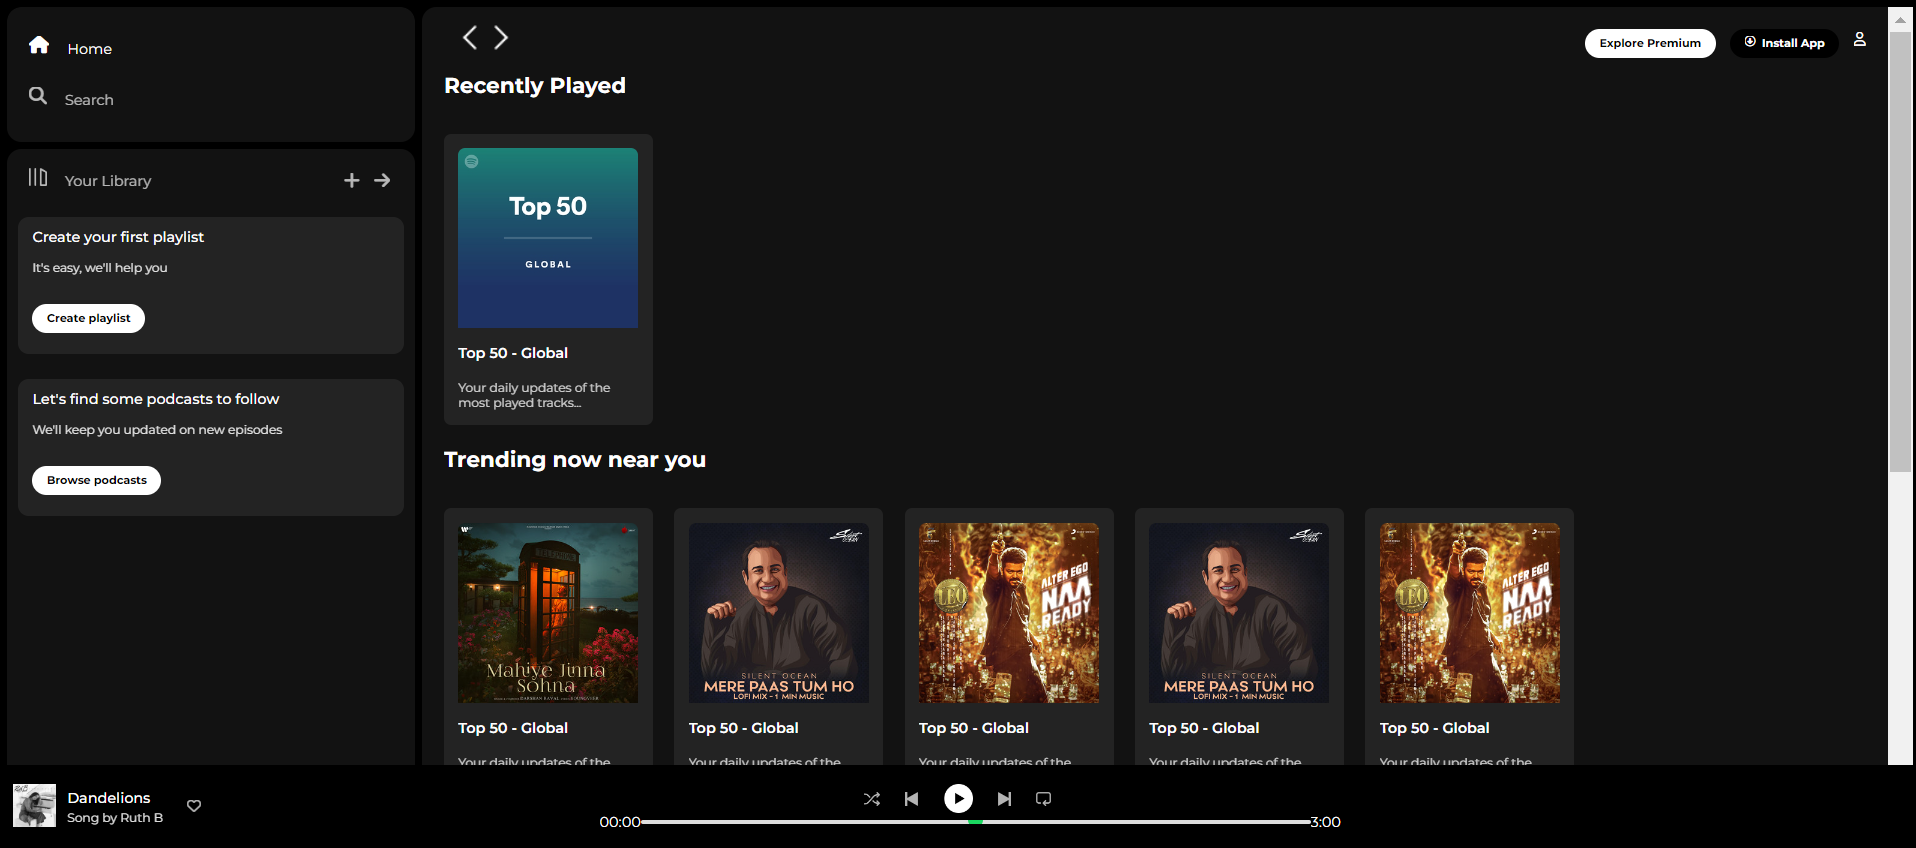 Home
Search
Your Library
Create your first playlist
It's easy, we'll help you
Create playlist
Let's find some podcasts to follow
We'll keep you updated on new episodes
Browse podcasts
Explore Premium
Install App
Recently Played
Top 50
GLOBAL
Top 50 - Global
Your daily updates of the
most played tracks...
Trending now near you
TELEPHONE
Mahiye Jinna
Sohna
Top 50 - Global
Your daily updates of the
Silent
Ocean
SILENT OCEAN
MERE PAAS TUM HO
LOFI MIX - 1 MIN MUSIC
Top 50 - Global
Your daily updates of the
LEO
ALTER EGO
NAA
READY
Top 50 - Global
Your daily updates of the
Silent
Ocean
SILENT OCEAN
MERE PAAS TUM HO
LOFI MIX - 1 MIN MUSIC
Top 50 - Global
Your daily updates of the
LEO
ALTER EGO
NAA
READY
Top 50 - Global
Your daily updates of the
Dandelions
Song by Ruth B
00:00
3:00